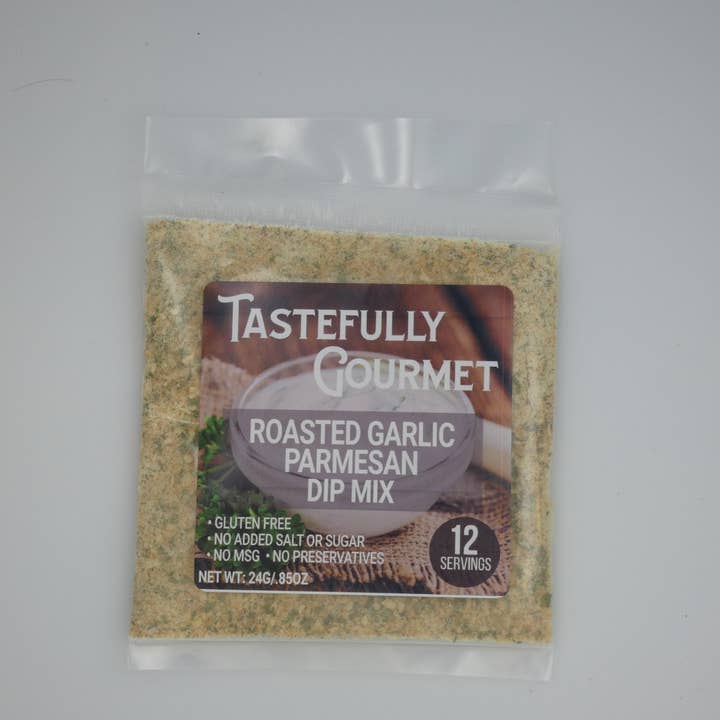 TASTEFULLY
GOURMET
ROASTED GARLIC
PARMESAN
DIP MIX
• GLUTEN FREE
• NO ADDED SALT OR SUGAR
• NO MSG • NO PRESERVATIVES
NET WT: 24G/.85OZ
12
SERVINGS